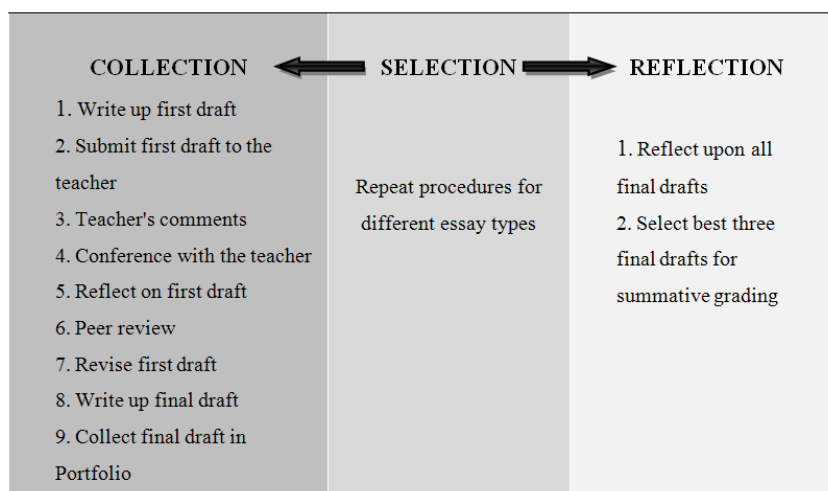 COLLECTION
1. Write up first draft
2. Submit first draft to the
teacher
3. Teacher's comments
4. Conference with the teacher
5. Reflect on first draft
6. Peer review
7. Revise first draft
8. Write up final draft
9. Collect final draft in
Portfolio
SELECTION
Repeat procedures for
different essay types
REFLECTION
1. Reflect upon all
final drafts
2. Select best three
final drafts for
summative grading